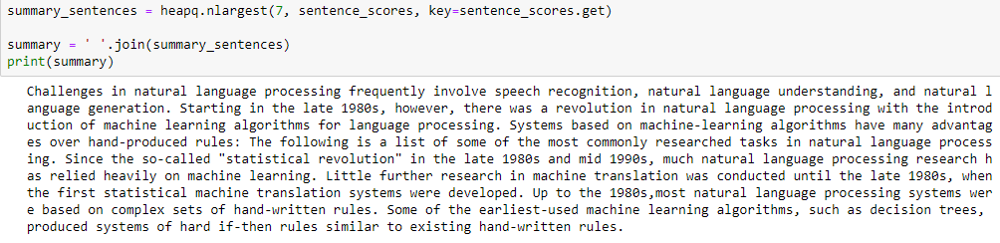 summary_sentences = heapq.nlargest(7, sentence_scores, key=sentence_scores.get)
summary = ' '.join(summary_sentences)
print(summary)
Challenges in natural language processing frequently involve speech recognition, natural language understanding, and natural l
anguage generation. Starting in the late 1980s, however, there was a revolution in natural language processing with the introd
uction of machine learning algorithms for language processing. Systems based on machine-learning algorithms have many advantag
es over hand-produced rules: The following is a list of some of the most commonly researched tasks in natural language process
ing. Since the so-called "statistical revolution" in the late 1980s and mid 1990s, much natural language processing research h
as relied heavily on machine learning. Little further research in machine translation was conducted until the late 1980s, when
the first statistical machine translation systems were developed. Up to the 1980s,most natural language processing systems wer
e based on complex sets of hand-written rules. Some of the earliest-used machine learning algorithms, such as decision trees,
produced systems of hard if-then rules similar to existing hand-written rules.